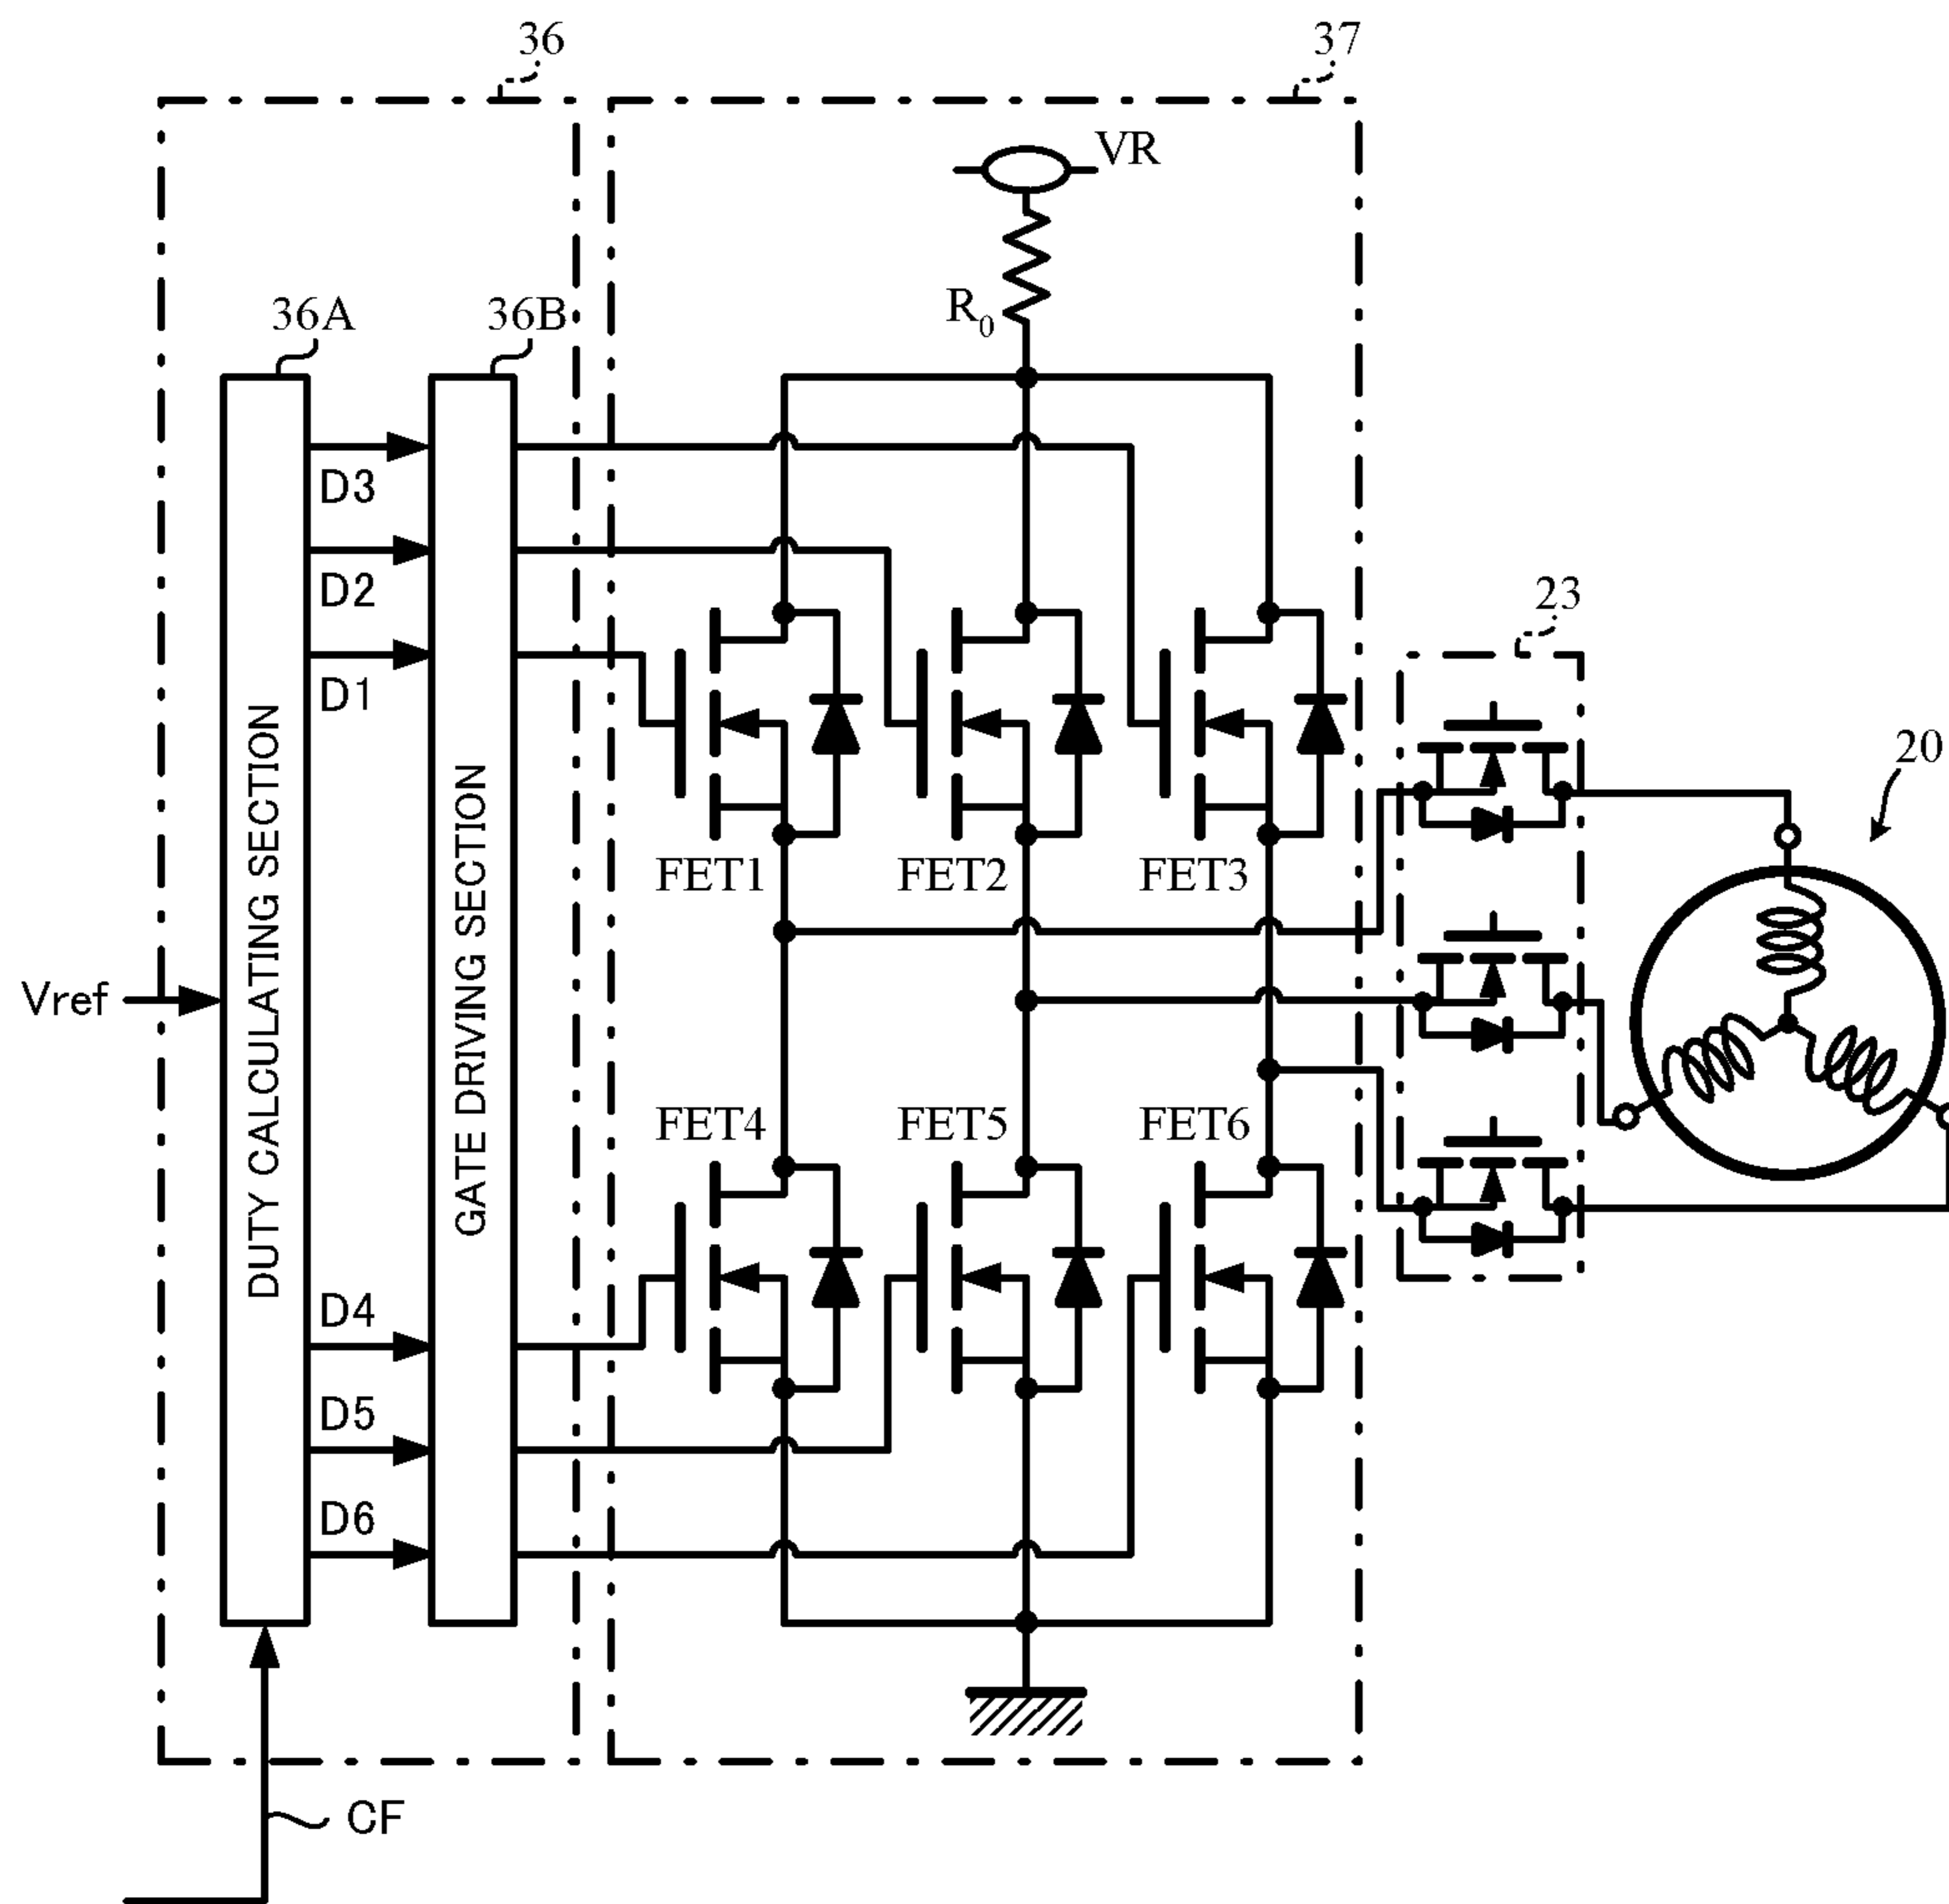 36
37
VR
R0
36A
36B
D3
D2
D1
23
20
DUTY CALCULATING SECTION
GATE DRIVING SECTION
FET1
FET2
FET3
Vref
FET4
FET5
FET6
D4
D5
D6
CF